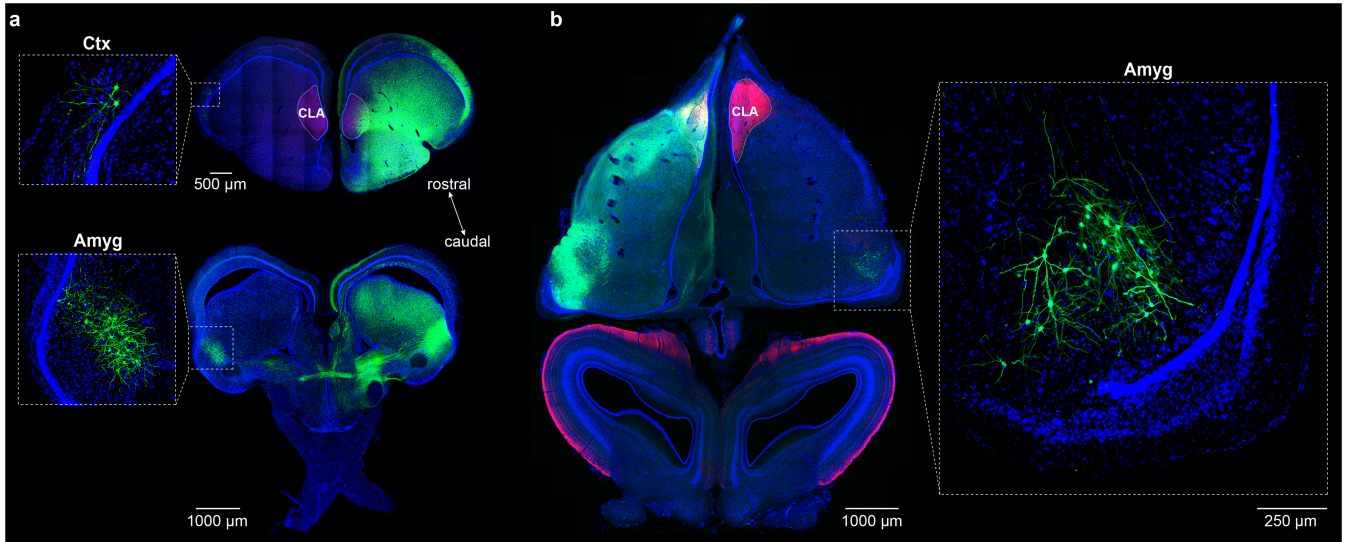 a
Ctx
CLA
500 µm
rostral
caudal
Amyg
1000 µm
b
CLA
Amyg
1000 µm
250 µm